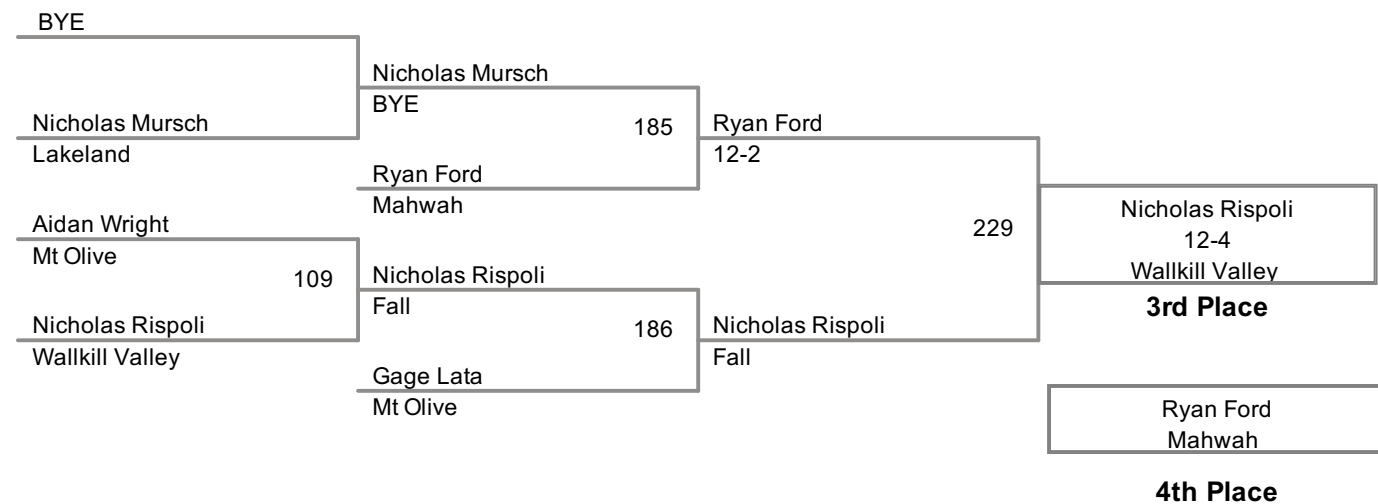 BYE
Nicholas Mursch
BYE
Nicholas Mursch
185
Ryan Ford
Lakeland
12-2
Ryan Ford
Mahwah
Aidan Wright
Mt Olive
109
Nicholas Rispoli
Fall
229
Nicholas Rispoli
12-4
Wallkill Valley
3rd Place
Nicholas Rispoli
Wallkill Valley
186
Nicholas Rispoli
Fall
Gage Lata
Mt Olive
Ryan Ford
Mahwah
4th Place